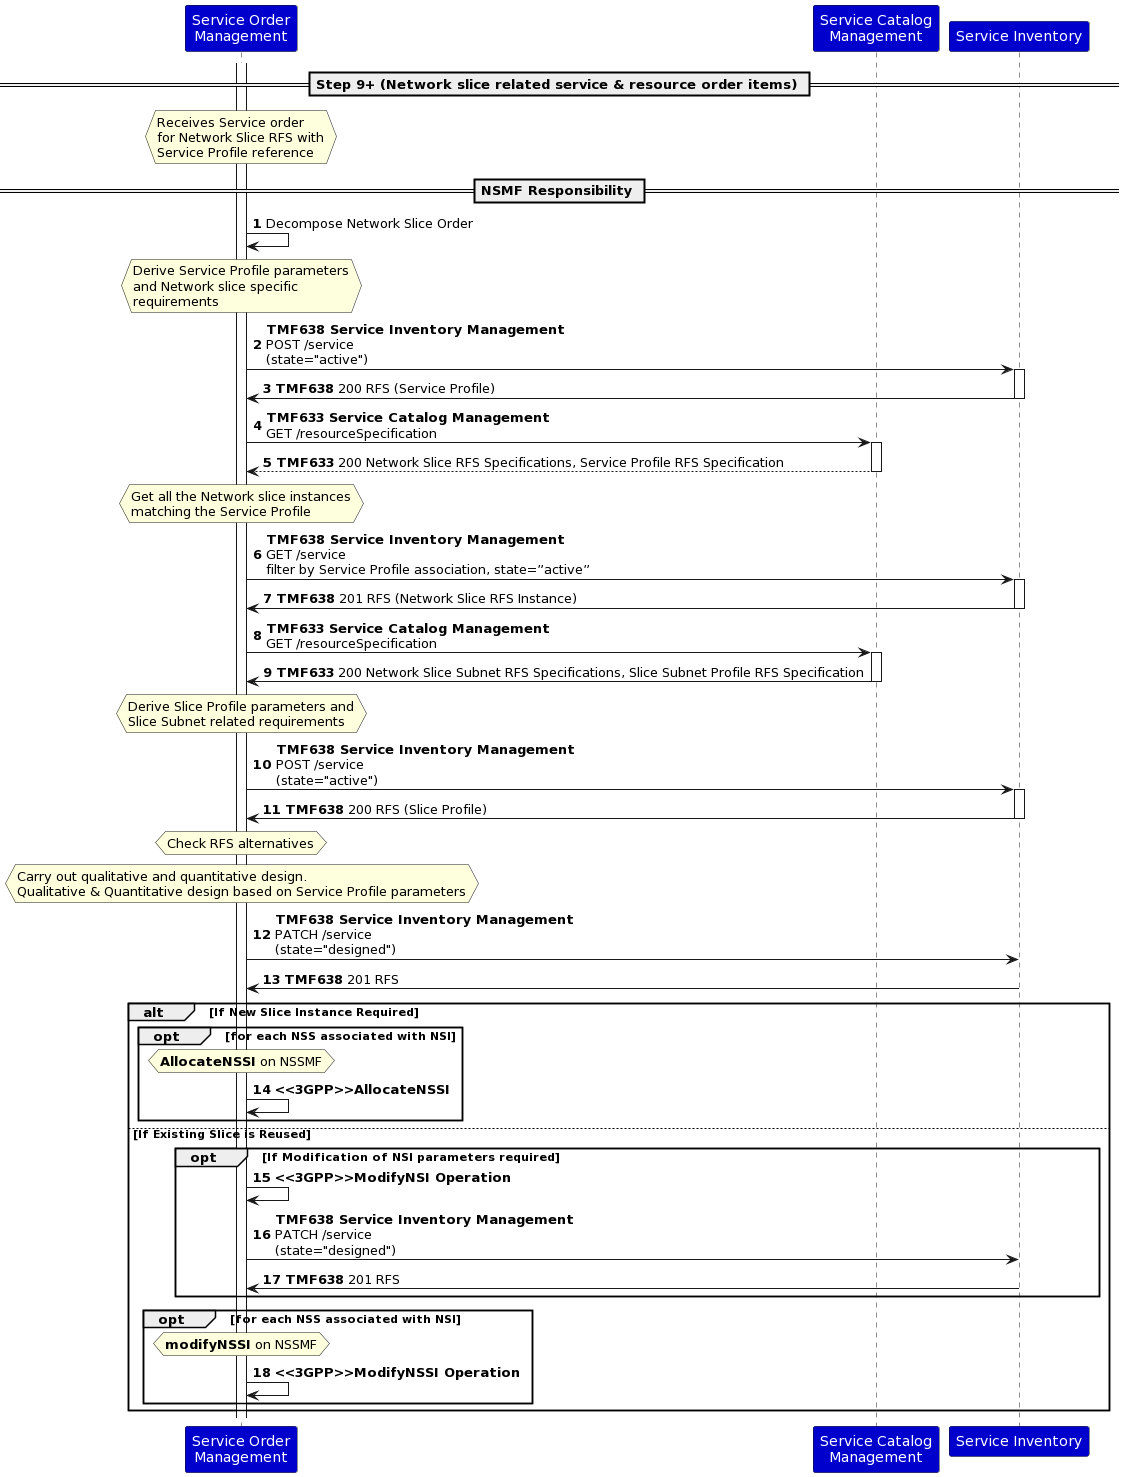 Service Order
Management
Service Catalog
Management
Service Inventory
Step 9+ (Network slice related service & resource order items)
Receives Service order
for Network Slice RFS with
Service Profile reference
NSMF Responsibility
1 Decompose Network Slice Order
Derive Service Profile parameters
and Network slice specific
requirements
TMF638 Service Inventory Management
2 POST /service
(state="active")
3 TMF638 200 RFS (Service Profile)
TMF633 Service Catalog Management
4
GET /resourceSpecification
5 TMF633 200 Network Slice RFS Specifications, Service Profile RFS Specification
Get all the Network slice instances
matching the Service Profile
TMF638 Service Inventory Management
6 GET /service
filter by Service Profile association, state=”active”
7 TMF638 201 RFS (Network Slice RFS Instance)
TMF633 Service Catalog Management
8
GET /resourceSpecification
9 TMF633 200 Network Slice Subnet RFS Specifications, Slice Subnet Profile RFS Specification
Derive Slice Profile parameters and
Slice Subnet related requirements
TMF638 Service Inventory Management
10 POST /service
(state="active")
11 TMF638 200 RFS (Slice Profile)
Check RFS alternatives
Carry out qualitative and quantitative design.
Qualitative & Quantitative design based on Service Profile parameters
TMF638 Service Inventory Management
12 PATCH /service
(state="designed")
13 TMF638 201 RFS
alt [If New Slice Instance Required]
opt [for each NSS associated with NSI]
AllocateNSSI on NSSMF
14 <<3GPP>>AllocateNSSI
[If Existing Slice is Reused]
opt [If Modification of NSI parameters required]
15 <<3GPP>>ModifyNSI Operation
TMF638 Service Inventory Management
16 PATCH /service
(state="designed")
17 TMF638 201 RFS
opt [for each NSS associated with NSI]
modifyNSSI on NSSMF
18 <<3GPP>>ModifyNSSI Operation
Service Order
Management
Service Catalog
Management
Service Inventory